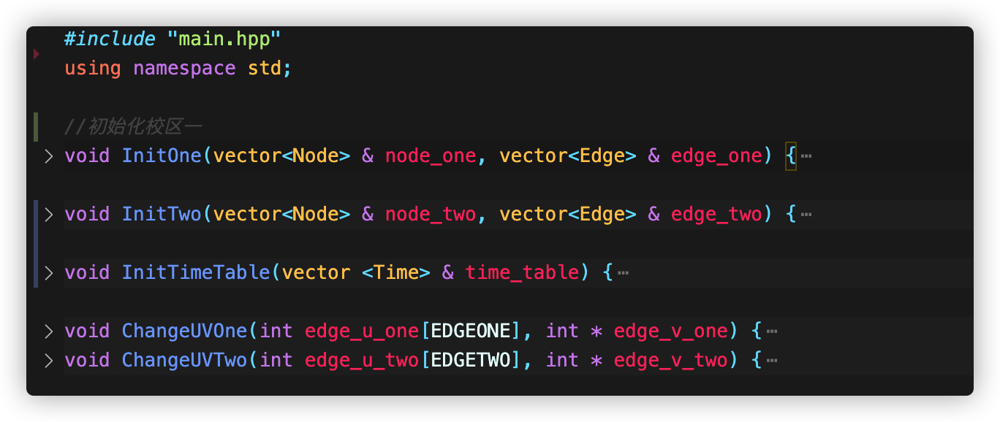 #include "main.hpp"
using namespace std;
//初始化校区一
void InitOne(vector<Node> & node_one, vector<Edge> & edge_one) {⋯
void InitTwo(vector<Node> & node_two, vector<Edge> & edge_two) {⋯
void InitTimeTable(vector <Time> & time_table) {⋯
void ChangeUVOne(int edge_u_one[EDGEONE], int * edge_v_one) {⋯
void ChangeUVTwo(int edge_u_two[EDGETWO], int * edge_v_two) {⋯